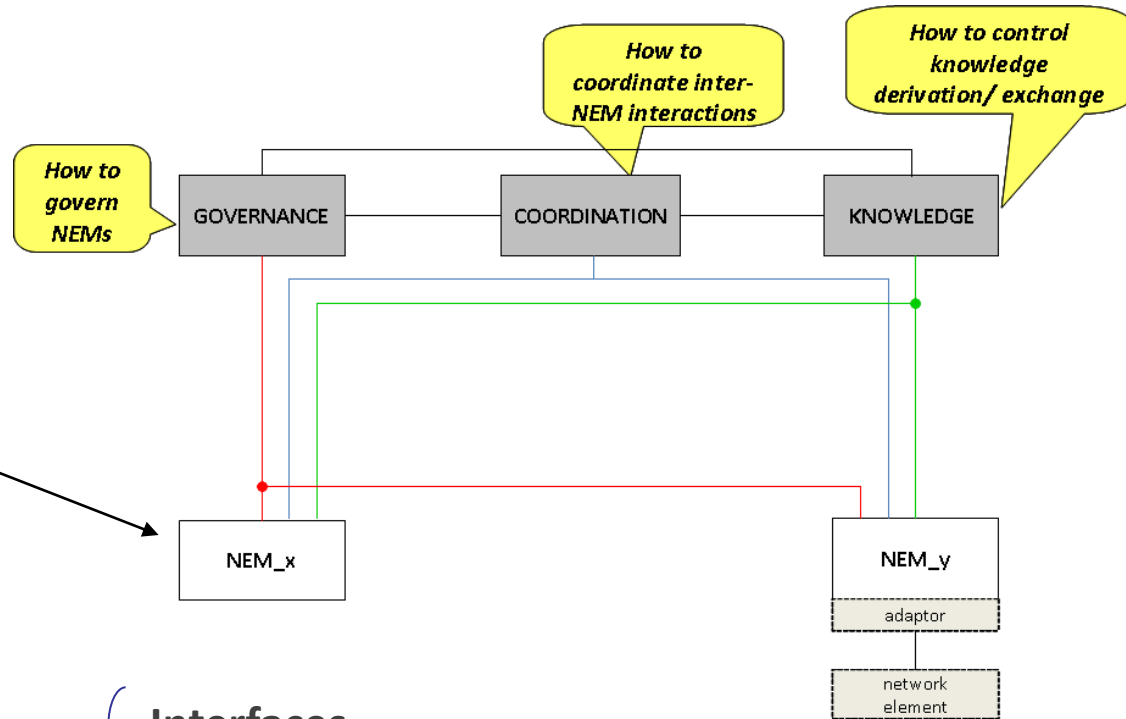 How to
coordinate inter-
NEM interactions
How to control
knowledge
derivation/ exchange
How to
govern
NEMs
GOVERNANCE
COORDINATION
KNOWLEDGE
NEM_x
NEM_y
adaptor
network
element
Interfaces